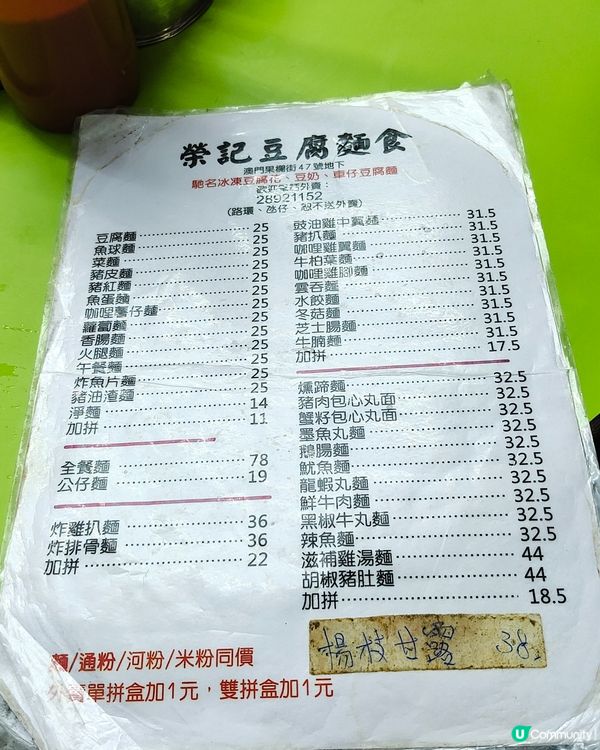 榮記豆腐麵食
澳門果欄街47號地下
馳名冰凍豆腐花、豆奶、車仔豆腐麵
歡迎電話外賣：
28921152
(路環、氹仔、恕不送外賣)
豆腐麵 25
魚球麵 25
菜麵 25
豬皮麵 25
豬紅麵 25
魚蛋麵 25
咖哩薯仔麵 25
蘿蔔麵 25
香腸麵 25
火腿麵 25
午餐麵 25
炸魚片麵 25
豬油渣麵 25
淨麵 14
加拼 11
全餐麵 78
公仔麵 19
炸雞扒麵 36
炸排骨麵 36
加拼 22
豉油雞中翼麵 31.5
豬扒麵 31.5
咖哩雞翼麵 31.5
牛柏葉麵 31.5
咖哩雞腳麵 31.5
雲吞麵 31.5
水餃麵 31.5
冬菇麵 31.5
芝士腸麵 31.5
牛腩麵 31.5
加拼 17.5
燻蹄麵 32.5
豬肉包心丸面 32.5
蟹籽包心丸面 32.5
墨魚丸麵 32.5
鵝腸麵 32.5
魷魚麵 32.5
龍蝦丸麵 32.5
鮮牛肉麵 32.5
黑椒牛丸麵 32.5
辣魚麵 32.5
滋補雞湯麵 44
胡椒豬肚麵 44
加拼 18.5
楊枝甘露 38
麵/通粉/河粉/米粉同價
外賣單拼盒加1元，雙拼盒加1元
U Community